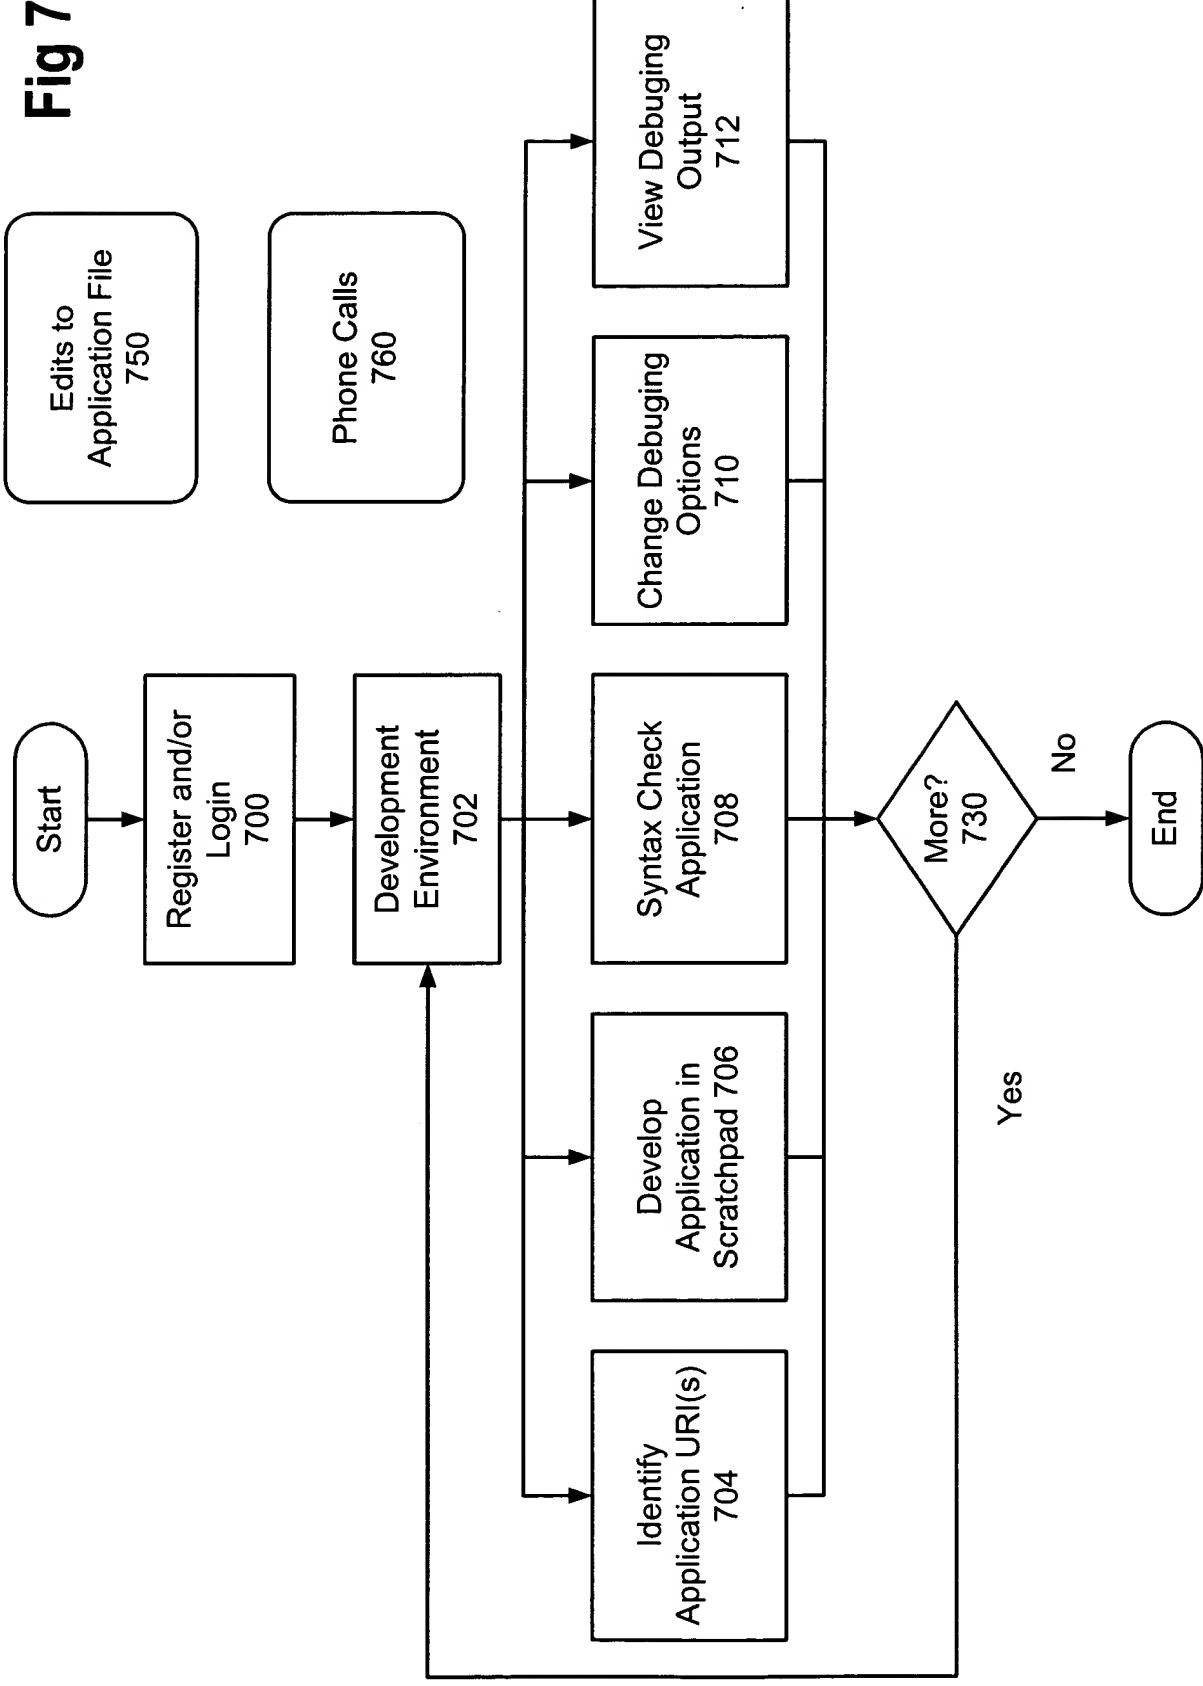 Fig 7
Start
Edits to
Application File
750
Register and/or
Login
700
Phone Calls
760
Development
Environment
702
Identify
Application URI(s)
704
Develop
Application in
Scratchpad 706
Syntax Check
Application
708
Change Debuging
Options
710
View Debuging
Output
712
More?
730
Yes
No
End